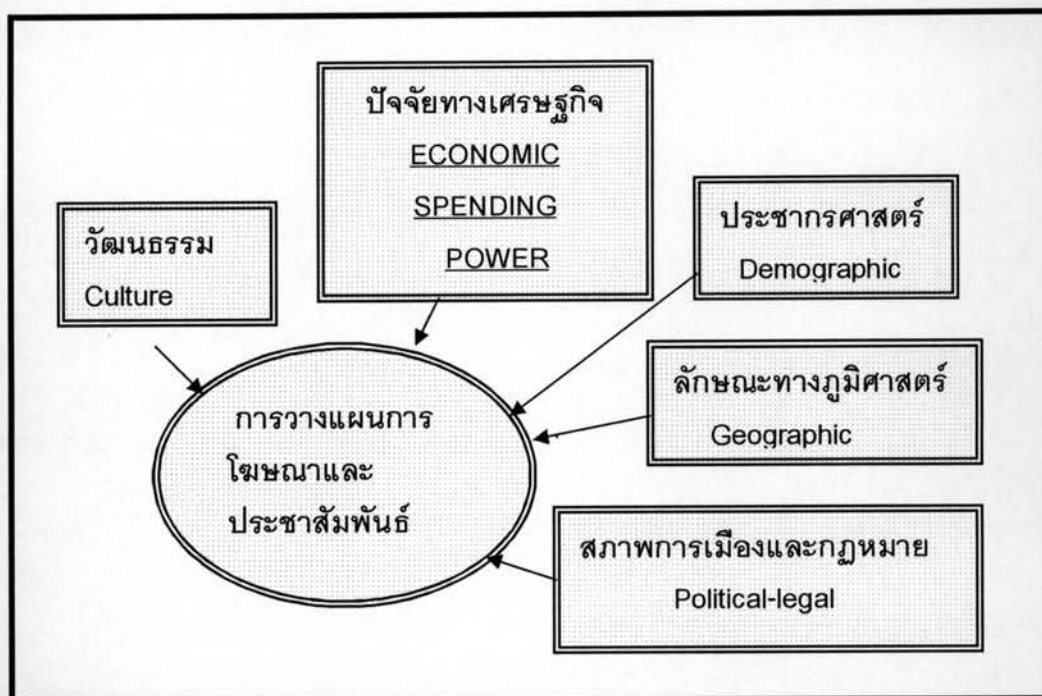 ปัจจัยทางเศรษฐกิจ
ECONOMIC
SPENDING
POWER
วัฒนธรรม
Culture
ประชากรศาสตร์
Demographic
ลักษณะทางภูมิศาสตร์
Geographic
การวางแผนการ
โฆษณาและ
ประชาสัมพันธ์
สภาพการเมืองและกฎหมาย
Political-legal